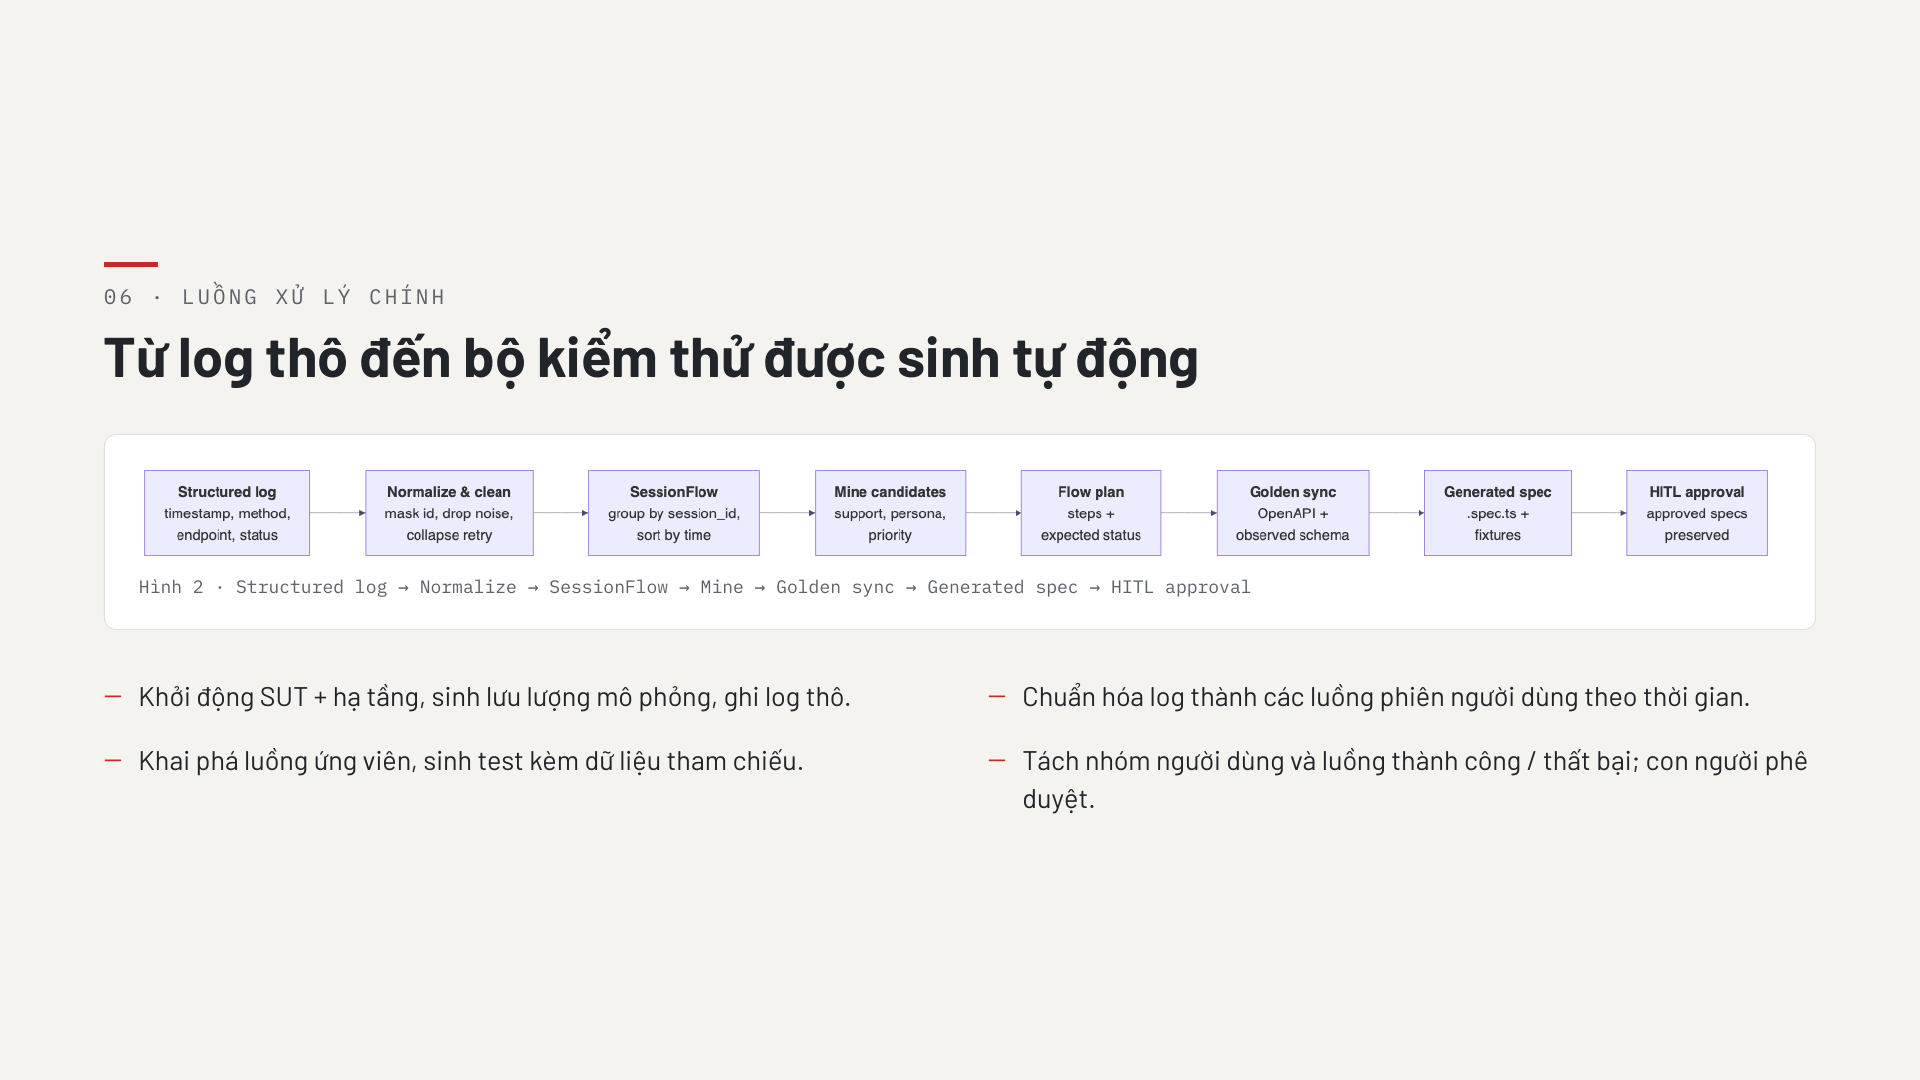 06 · LUỒNG XỬ LÝ CHÍNH
Từ log thô đến bộ kiểm thử được sinh tự động
Structured log
timestamp, method,
endpoint, status
Normalize & clean
mask id, drop noise,
collapse retry
SessionFlow
group by session_id,
sort by time
Mine candidates
support, persona,
priority
Flow plan
steps +
expected status
Golden sync
OpenAPI +
observed schema
Generated spec
.spec.ts +
fixtures
HITL approval
approved specs
preserved
Hình 2 · Structured log → Normalize → SessionFlow → Mine → Golden sync → Generated spec → HITL approval
— Khởi động SUT + hạ tầng, sinh lưu lượng mô phỏng, ghi log thô.
— Chuẩn hóa log thành các luồng phiên người dùng theo thời gian.
— Khai phá luồng ứng viên, sinh test kèm dữ liệu tham chiếu.
— Tách nhóm người dùng và luồng thành công / thất bại; con người phê
duyệt.